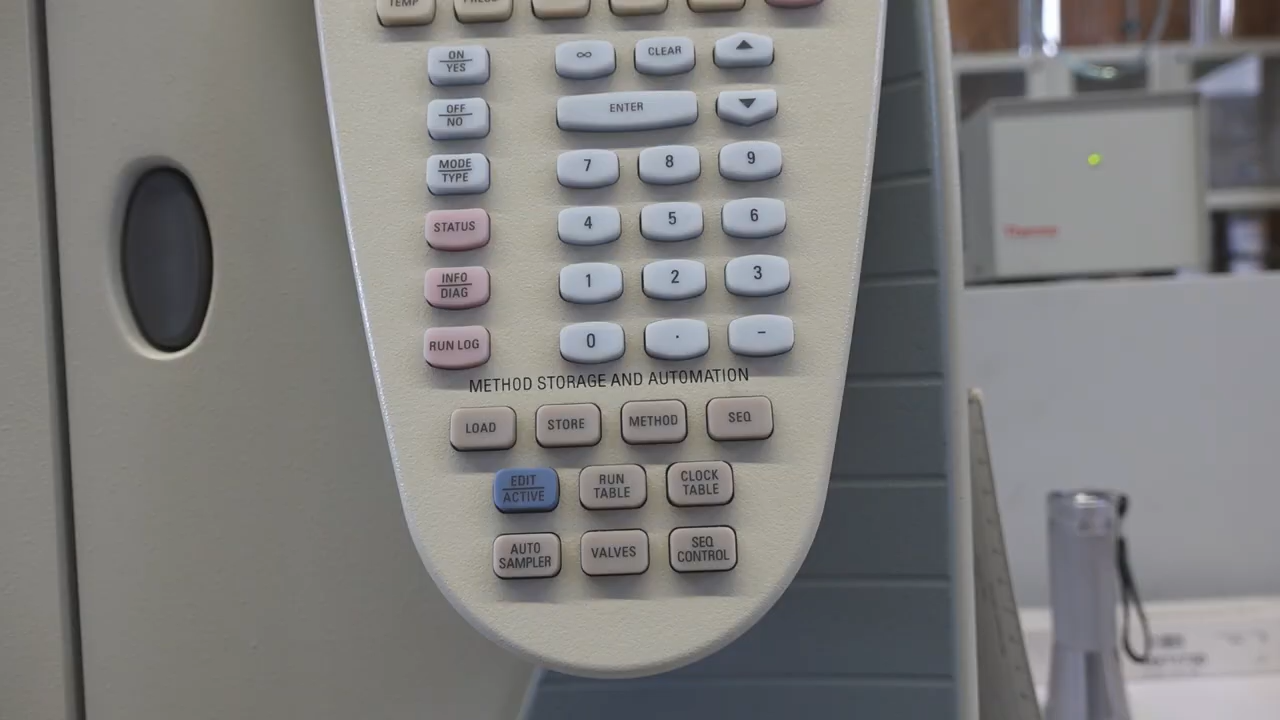 TEMP
ON
YES
∞
CLEAR
OFF
NO
ENTER
MODE
TYPE
7
8
9
STATUS
4
5
6
INFO
DIAG
1
2
3
RUN LOG
0
.
-
METHOD STORAGE AND AUTOMATION
LOAD
STORE
METHOD
SEQ
EDIT
ACTIVE
RUN
TABLE
CLOCK
TABLE
AUTO
SAMPLER
VALVES
SEQ
CONTROL
Thermo